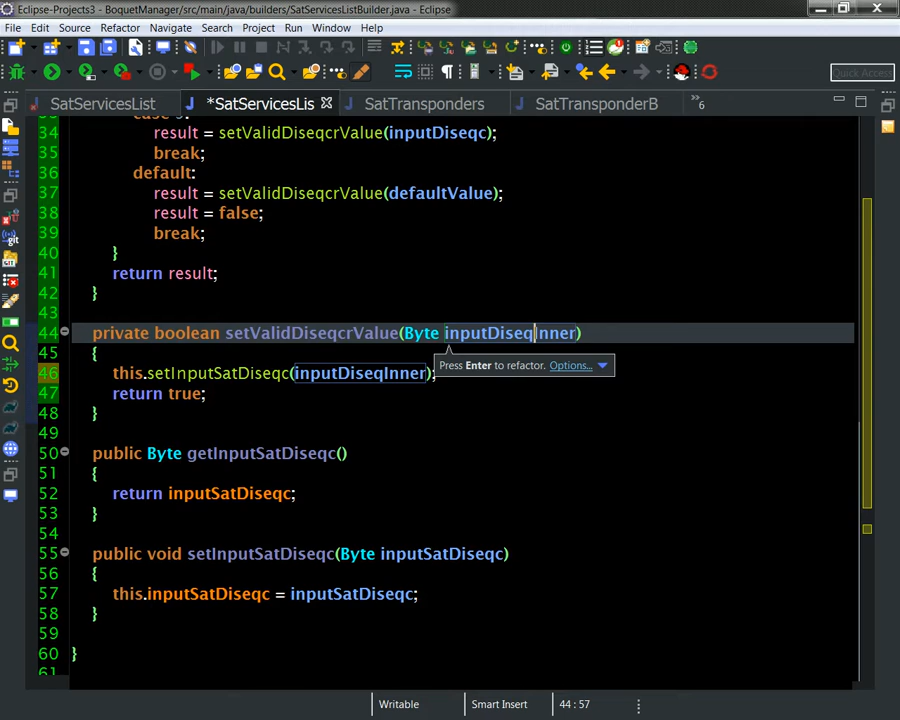 Eclipse-Projects3 - BoquetManager/src/main/java/builders/SatServicesListBuilder.java - Eclipse
File Edit Source Refactor Navigate Search Project Run Window Help
Quick Access
SatServicesList *SatServicesLis SatTransponders SatTransponderB »6
34 result = setValidDiseqcrValue(inputDiseqc);
35 break;
36 default:
37 result = setValidDiseqcrValue(defaultValue);
38 result = false;
39 break;
40 }
41 return result;
42 }
43
44 private boolean setValidDiseqcrValue(Byte inputDiseqInner)
45 {
Press Enter to refactor. Options...
46 this.setInputSatDiseqc(inputDiseqInner);
47 return true;
48 }
49
50 public Byte getInputSatDiseqc()
51 {
52 return inputSatDiseqc;
53 }
54
55 public void setInputSatDiseqc(Byte inputSatDiseqc)
56 {
57 this.inputSatDiseqc = inputSatDiseqc;
58 }
59
60 }
61
Writable Smart Insert 44 : 57